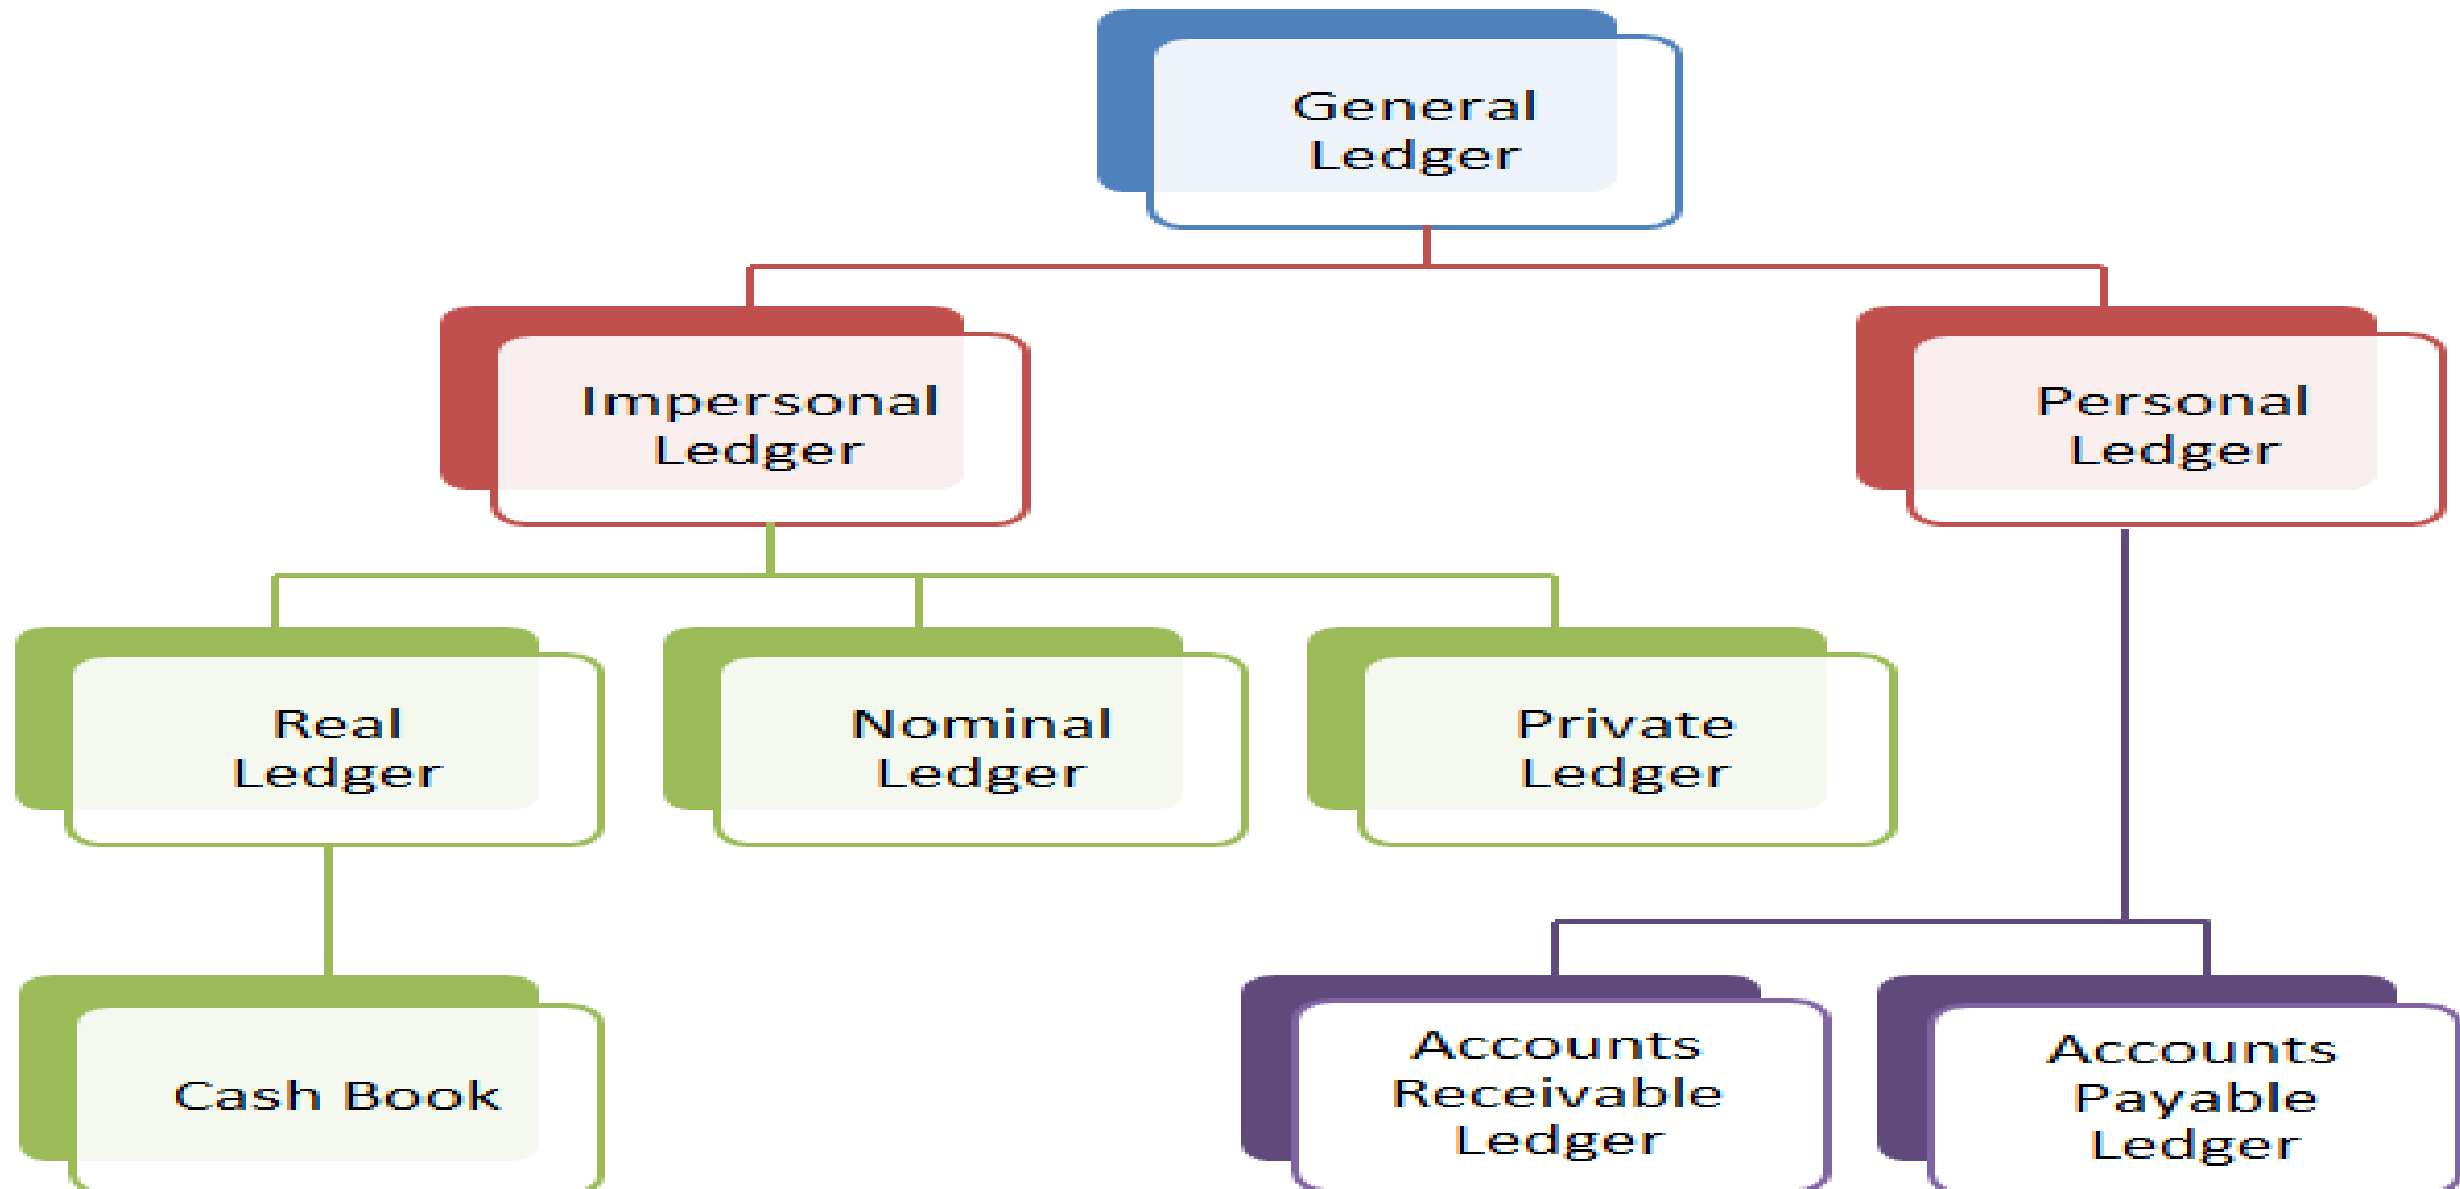 General
Ledger
Impersonal
Ledger
Personal
Ledger
Real
Ledger
Nominal
Ledger
Private
Ledger
Cash Book
Accounts
Receivable
Ledger
Accounts
Payable
Ledger